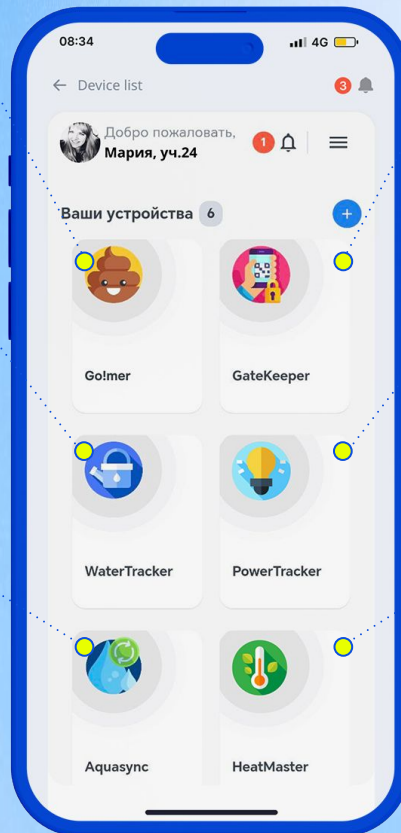 08:34
4G
← Device list
3
Добро пожаловать,
Мария, уч.24
1
Ваши устройства 6
+
Go!mer
GateKeeper
WaterTracker
PowerTracker
Aquasync
HeatMaster